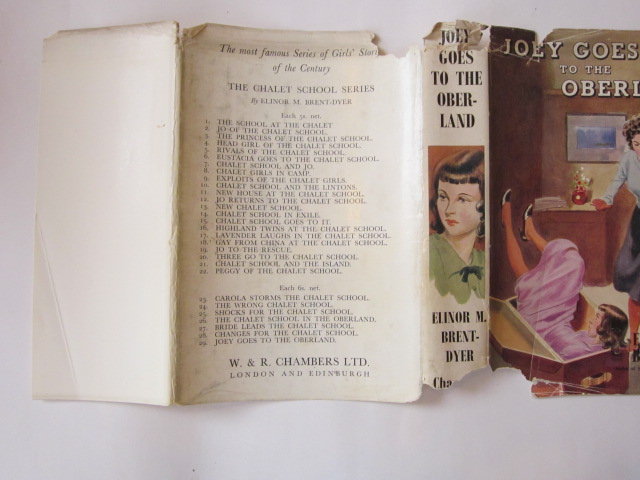 The most famous Series of Girls' Stori
of the Century
THE CHALET SCHOOL SERIES
By ELINOR M. BRENT-DYER
Each 5s. net.
1. THE SCHOOL AT THE CHALET
2. JO OF THE CHALET SCHOOL.
3. THE PRINCESS OF THE CHALET SCHOOL.
4. HEAD GIRL OF THE CHALET SCHOOL.
5. RIVALS OF THE CHALET SCHOOL.
6. EUSTACIA GOES TO THE CHALET SCHOOL.
7. CHALET SCHOOL AND JO.
8. CHALET GIRLS IN CAMP.
9. EXPLOITS OF THE CHALET GIRLS.
10. CHALET SCHOOL AND THE LINTONS.
11. NEW HOUSE AT THE CHALET SCHOOL.
12. JO RETURNS TO THE CHALET SCHOOL.
13. NEW CHALET SCHOOL.
14. CHALET SCHOOL IN EXILE.
15. CHALET SCHOOL GOES TO IT.
16. HIGHLAND TWINS AT THE CHALET SCHOOL.
17. LAVENDER LAUGHS IN THE CHALET SCHOOL.
18. GAY FROM CHINA AT THE CHALET SCHOOL.
19. JO TO THE RESCUE.
20. THREE GO TO THE CHALET SCHOOL
21. CHALET SCHOOL AND THE ISLAND.
22. PEGGY OF THE CHALET SCHOOL.
Each 6s. net.
23. CAROLA STORMS THE CHALET SCHOOL.
24. THE WRONG CHALET SCHOOL.
25. SHOCKS FOR THE CHALET SCHOOL.
26. THE CHALET SCHOOL IN THE OBERLAND.
27. BRIDE LEADS THE CHALET SCHOOL.
28. CHANGES FOR THE CHALET SCHOOL.
29. JOEY GOES TO THE OBERLAND.
W. & R. CHAMBERS LTD.
LONDON AND EDINBURGH
JOEY
GOES
TO THE
OBER-
LAND
ELINOR M.
BRENT-
DYER
Cha
JOEY GOES
TO THE
OBERL